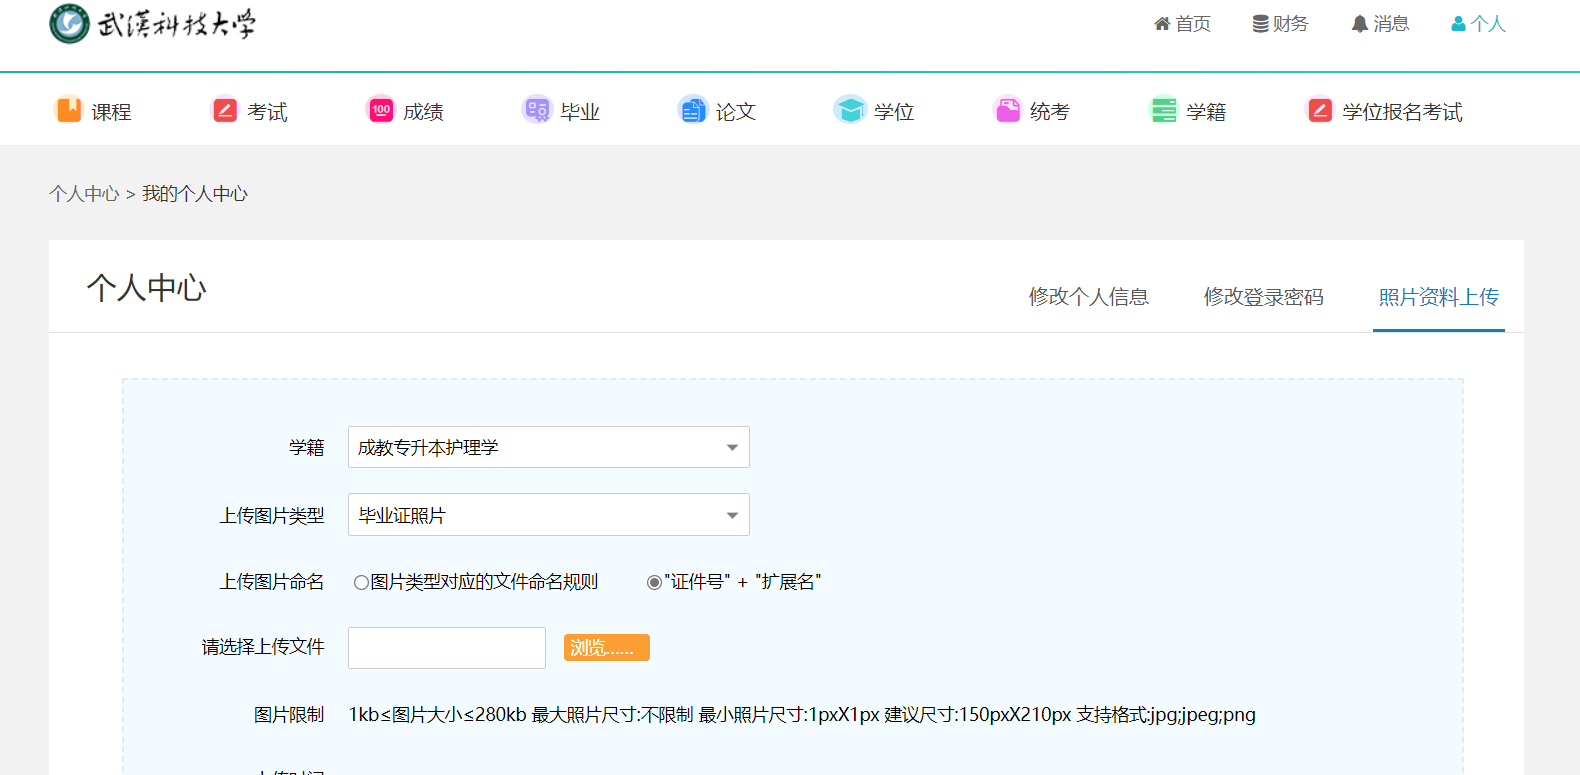 武漢科技大学
首页 财务 消息 个人
课程 考试 100 成绩 毕业 论文 学位 统考 学籍 学位报名考试
个人中心 > 我的个人中心
个人中心
修改个人信息 修改登录密码 照片资料上传
学籍 成教专升本护理学
上传图片类型 毕业证照片
上传图片命名 图片类型对应的文件命名规则 "证件号" + "扩展名"
请选择上传文件 浏览......
图片限制 1kb≤图片大小≤280kb 最大照片尺寸:不限制 最小照片尺寸:1pxX1px 建议尺寸:150pxX210px 支持格式:jpg;jpeg;png